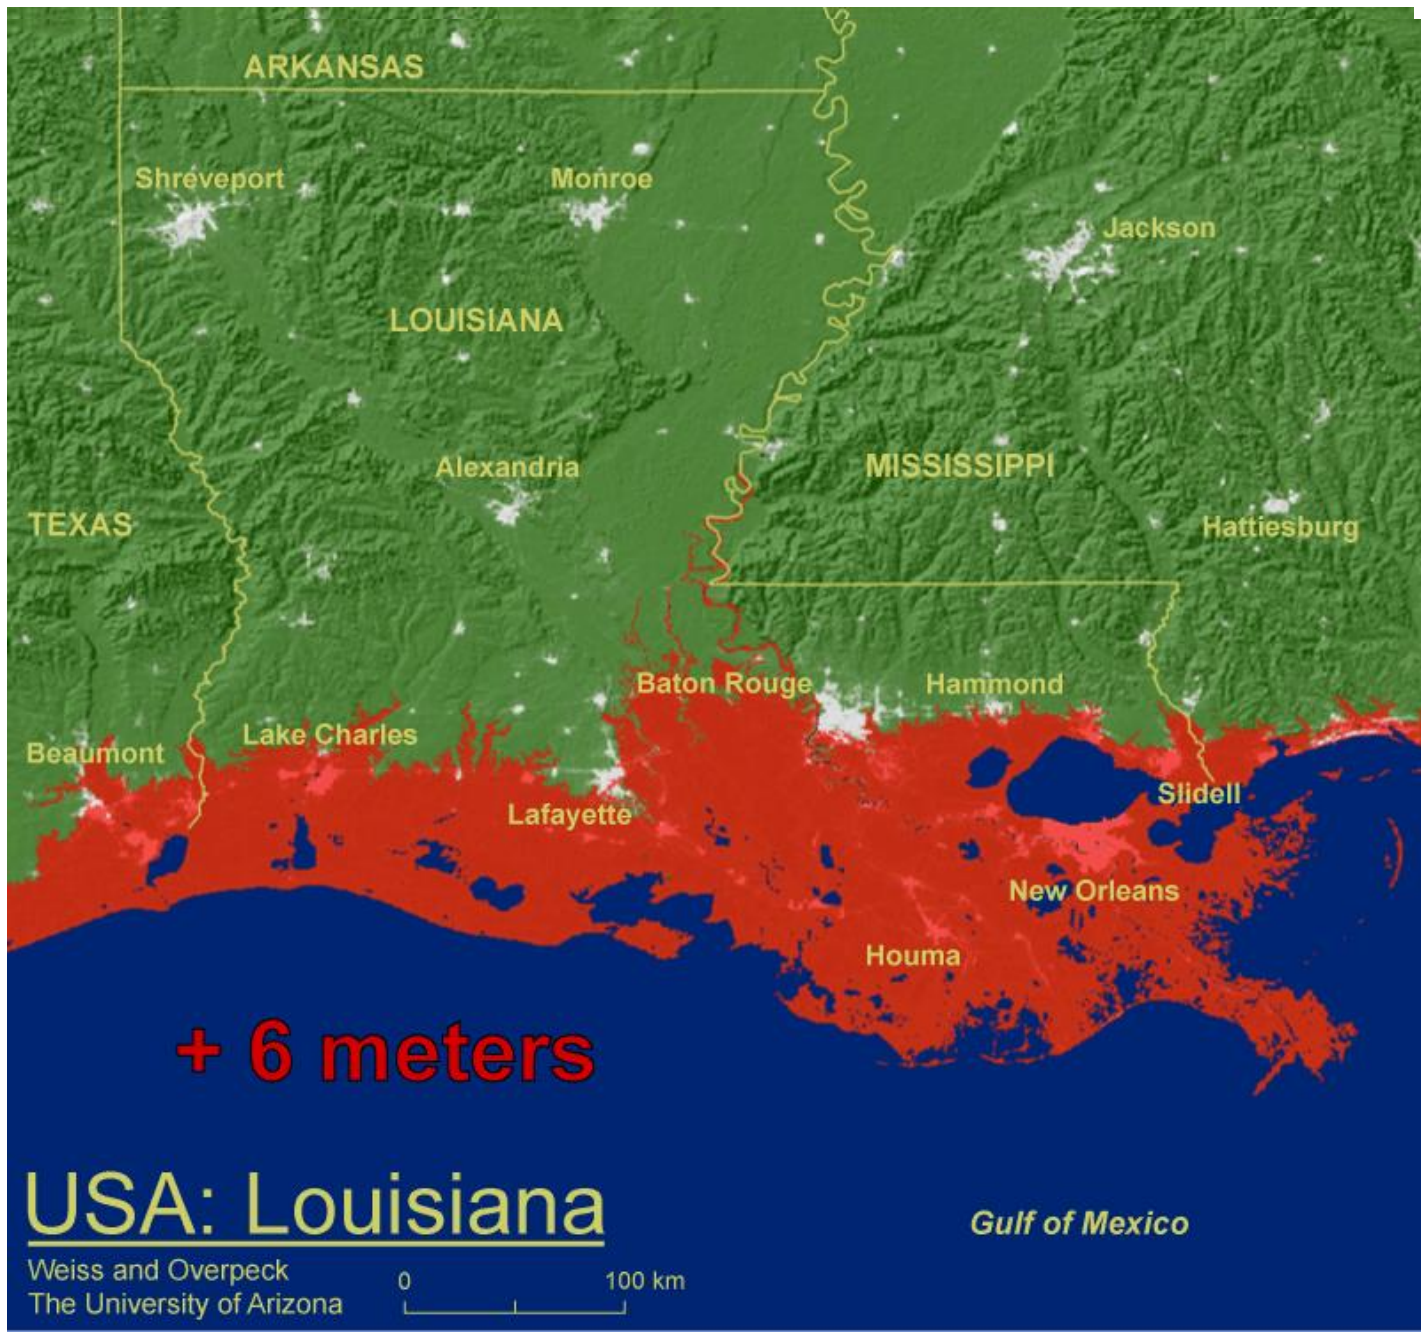 ARKANSAS
Shreveport
Monroe
Jackson
LOUISIANA
Alexandria
MISSISSIPPI
TEXAS
Hattiesburg
Baton Rouge
Hammond
Lake Charles
Beaumont
Slidell
Lafayette
New Orleans
Houma
+ 6 meters
USA: Louisiana
Gulf of Mexico
Weiss and Overpeck
The University of Arizona
0 100 km